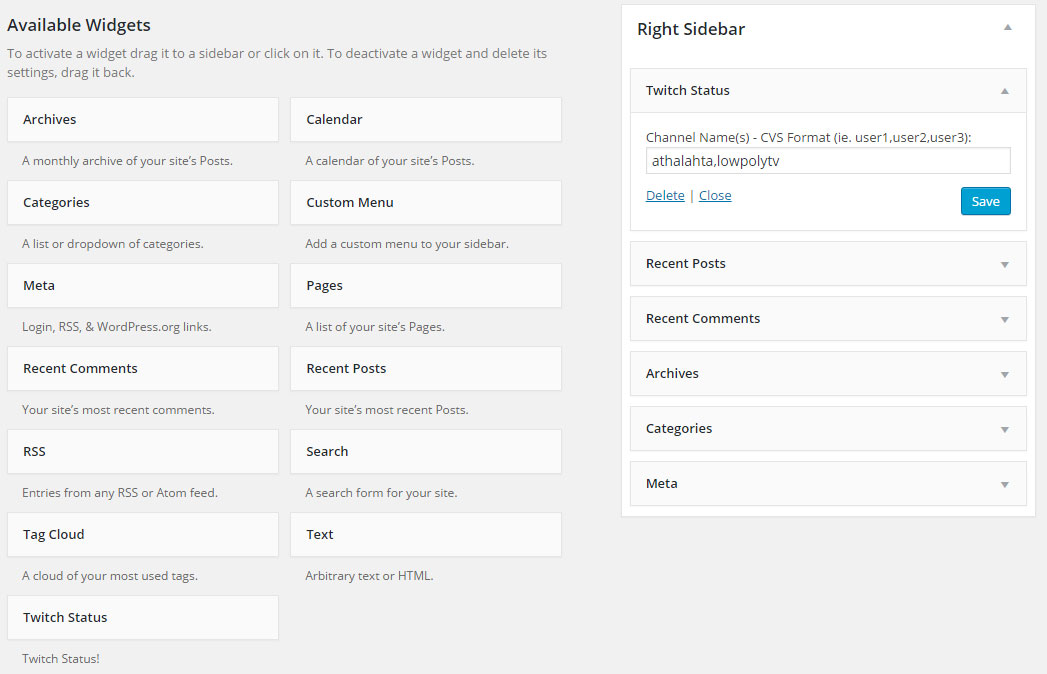 Available Widgets
To activate a widget drag it to a sidebar or click on it. To deactivate a widget and delete its
settings, drag it back.
Archives
Calendar
A monthly archive of your site's Posts.
A calendar of your site's Posts.
Categories
Custom Menu
A list or dropdown of categories.
Add a custom menu to your sidebar.
Meta
Pages
Login, RSS, & WordPress.org links.
A list of your site's Pages.
Recent Comments
Recent Posts
Your site's most recent comments.
Your site's most recent Posts.
RSS
Search
Entries from any RSS or Atom feed.
A search form for your site.
Tag Cloud
Text
A cloud of your most used tags.
Arbitrary text or HTML.
Twitch Status
Twitch Status!
Right Sidebar
Twitch Status
Channel Name(s) - CVS Format (ie. user1,user2,user3):
athalahta,lowpolytv
Delete | Close
Save
Recent Posts
Recent Comments
Archives
Categories
Meta